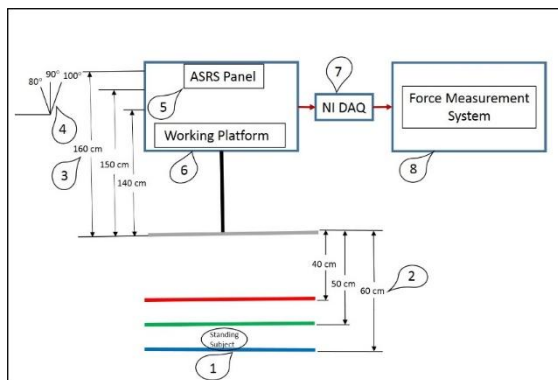 7
ASRS Panel
90°
80°
100°
5
NI DAQ
Force Measurement
System
4
Working Platform
160 cm
3
150 cm
6
8
140 cm
40 cm
50 cm
2
60 cm
Standing
Subject
1